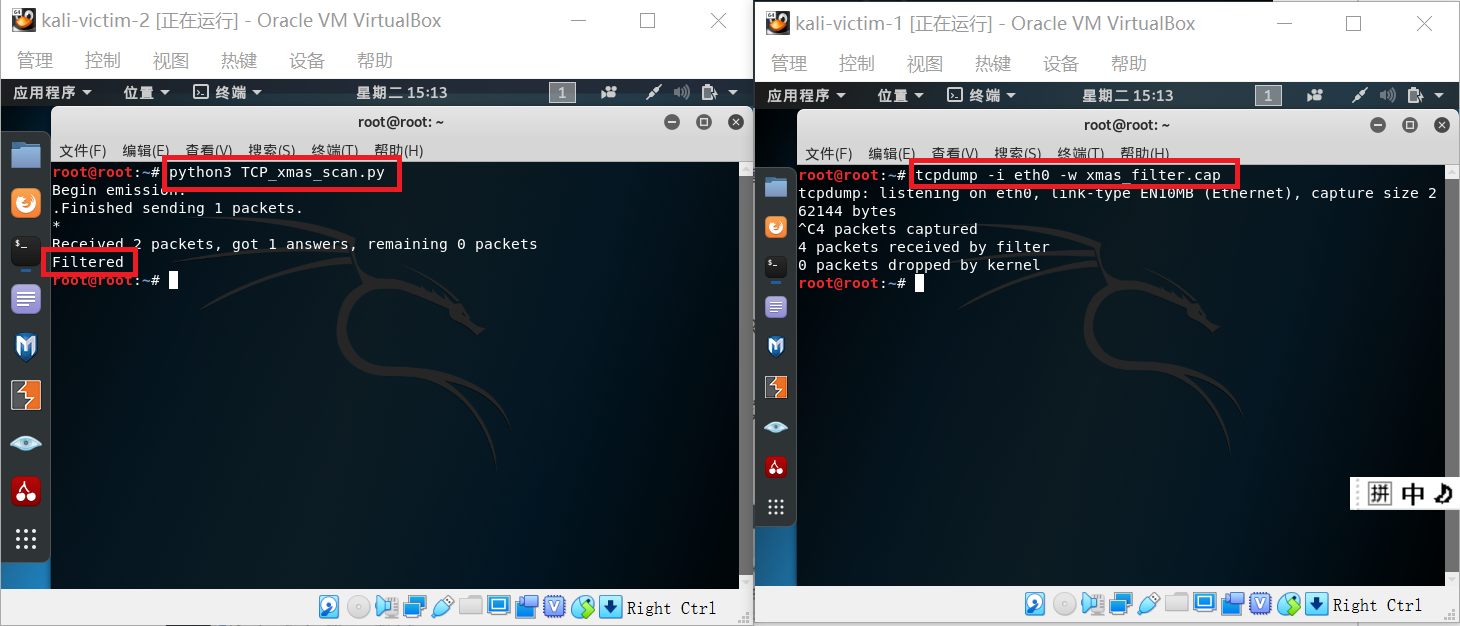 kali-victim-2 [正在运行] - Oracle VM VirtualBox
管理 控制 视图 热键 设备 帮助
应用程序 位置 终端 星期二 15:13 1
root@root: ~
文件(F) 编辑(E) 查看(V) 搜索(S) 终端(T) 帮助(H)
root@root:~# python3 TCP_xmas_scan.py
Begin emission:
.Finished sending 1 packets.
*
Received 2 packets, got 1 answers, remaining 0 packets
Filtered
root@root:~#
Right Ctrl
kali-victim-1 [正在运行] - Oracle VM VirtualBox
管理 控制 视图 热键 设备 帮助
应用程序 位置 终端 星期二 15:13 1
root@root: ~
文件(F) 编辑(E) 查看(V) 搜索(S) 终端(T) 帮助(H)
root@root:~# tcpdump -i eth0 -w xmas_filter.cap
tcpdump: listening on eth0, link-type EN10MB (Ethernet), capture size 2
62144 bytes
^C4 packets captured
4 packets received by filter
0 packets dropped by kernel
root@root:~#
拼 中
Right Ctrl